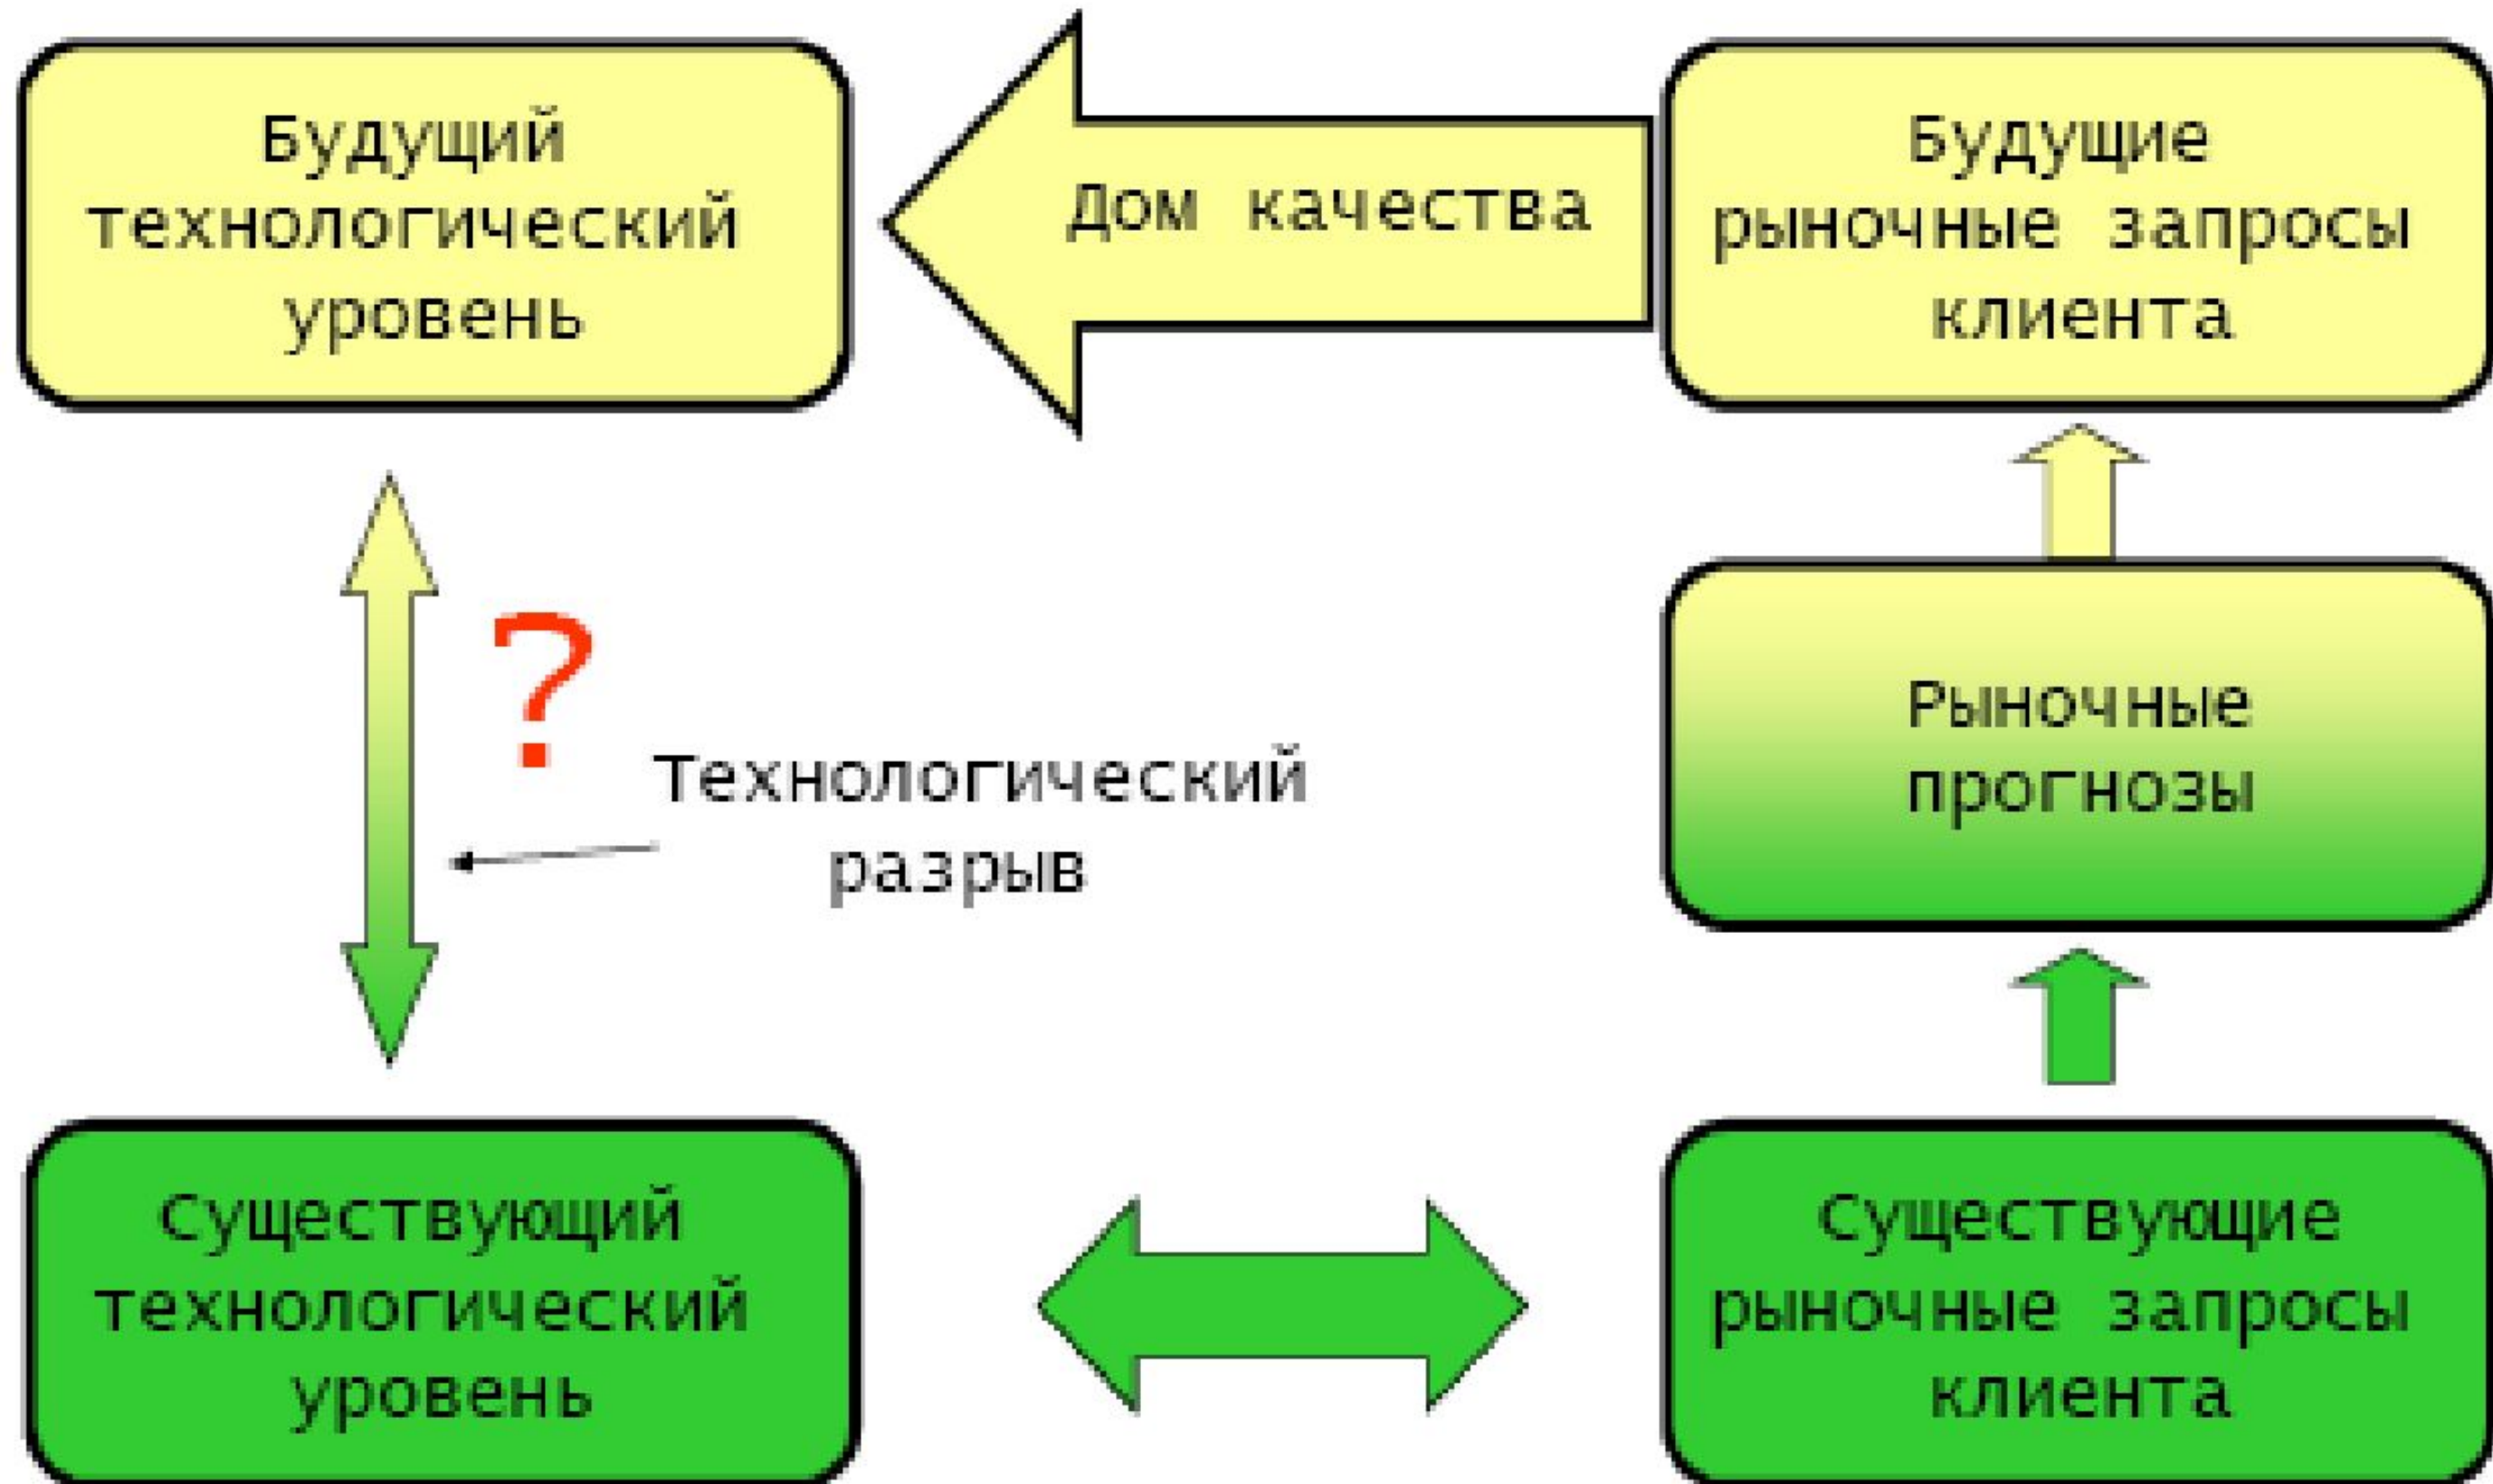 Будущий
технологический
уровень
Дом качества
Будущие
рыночные запросы
клиента
?
Технологический
разрыв
Рыночные
прогнозы
Существующий
технологический
уровень
Существующие
рыночные запросы
клиента